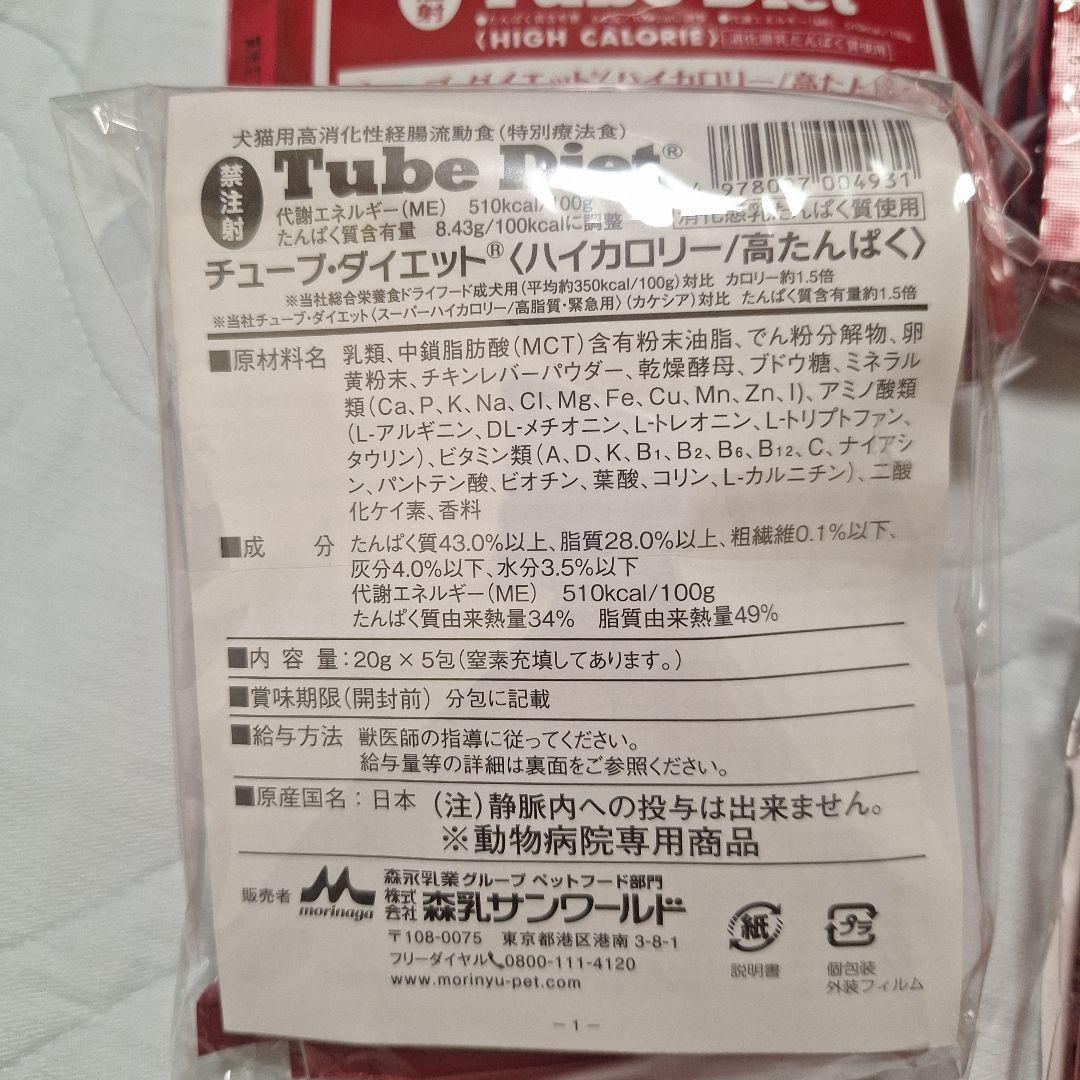 Tube Diet
〈HIGH CALORIE〉 消化態乳たんぱく質使用
犬猫用高消化性経腸流動食(特別療法食)
禁注射
Tube Diet®
004931
代謝エネルギー(ME) 510kcal/100g
たんぱく質含有量 8.43g/100kcalに調整
消化態乳たんぱく質使用
チューブ・ダイエット®〈ハイカロリー/高たんぱく〉
※当社総合栄養食ドライフード成犬用(平均約350kcal/100g)対比 カロリー約1.5倍
※当社チューブ・ダイエット〈スーパーハイカロリー/高脂質・緊急用〉(カケシア)対比 たんぱく質含有量約1.5倍
■原材料名 乳類、中鎖脂肪酸(MCT)含有粉末油脂、でん粉分解物、卵
黄粉末、チキンレバーパウダー、乾燥酵母、ブドウ糖、ミネラル
類(Ca、P、K、Na、Cl、Mg、Fe、Cu、Mn、Zn、I)、アミノ酸類
(L-アルギニン、DL-メチオニン、L-トレオニン、L-トリプトファン、
タウリン)、ビタミン類(A、D、K、B1、B2、B6、B12、C、ナイアシ
ン、パントテン酸、ビオチン、葉酸、コリン、L-カルニチン)、二酸
化ケイ素、香料
■成 分 たんぱく質43.0%以上、脂質28.0%以上、粗繊維0.1%以下、
灰分4.0%以下、水分3.5%以下
代謝エネルギー(ME) 510kcal/100g
たんぱく質由来熱量34% 脂質由来熱量49%
■内容量:20g×5包(窒素充填してあります。)
■賞味期限(開封前) 分包に記載
■給与方法 獣医師の指導に従ってください。
給与量等の詳細は裏面をご参照ください。
■原産国名:日本 (注)静脈内への投与は出来ません。
※動物病院専用商品
販売者 morinaga
森永乳業グループ ペットフード部門
株式会社 森乳サンワールド
〒108-0075 東京都港区港南3-8-1
フリーダイヤル 0800-111-4120
www.morinyu-pet.com
紙
説明書
プラ
個包装
外装フィルム
-1-